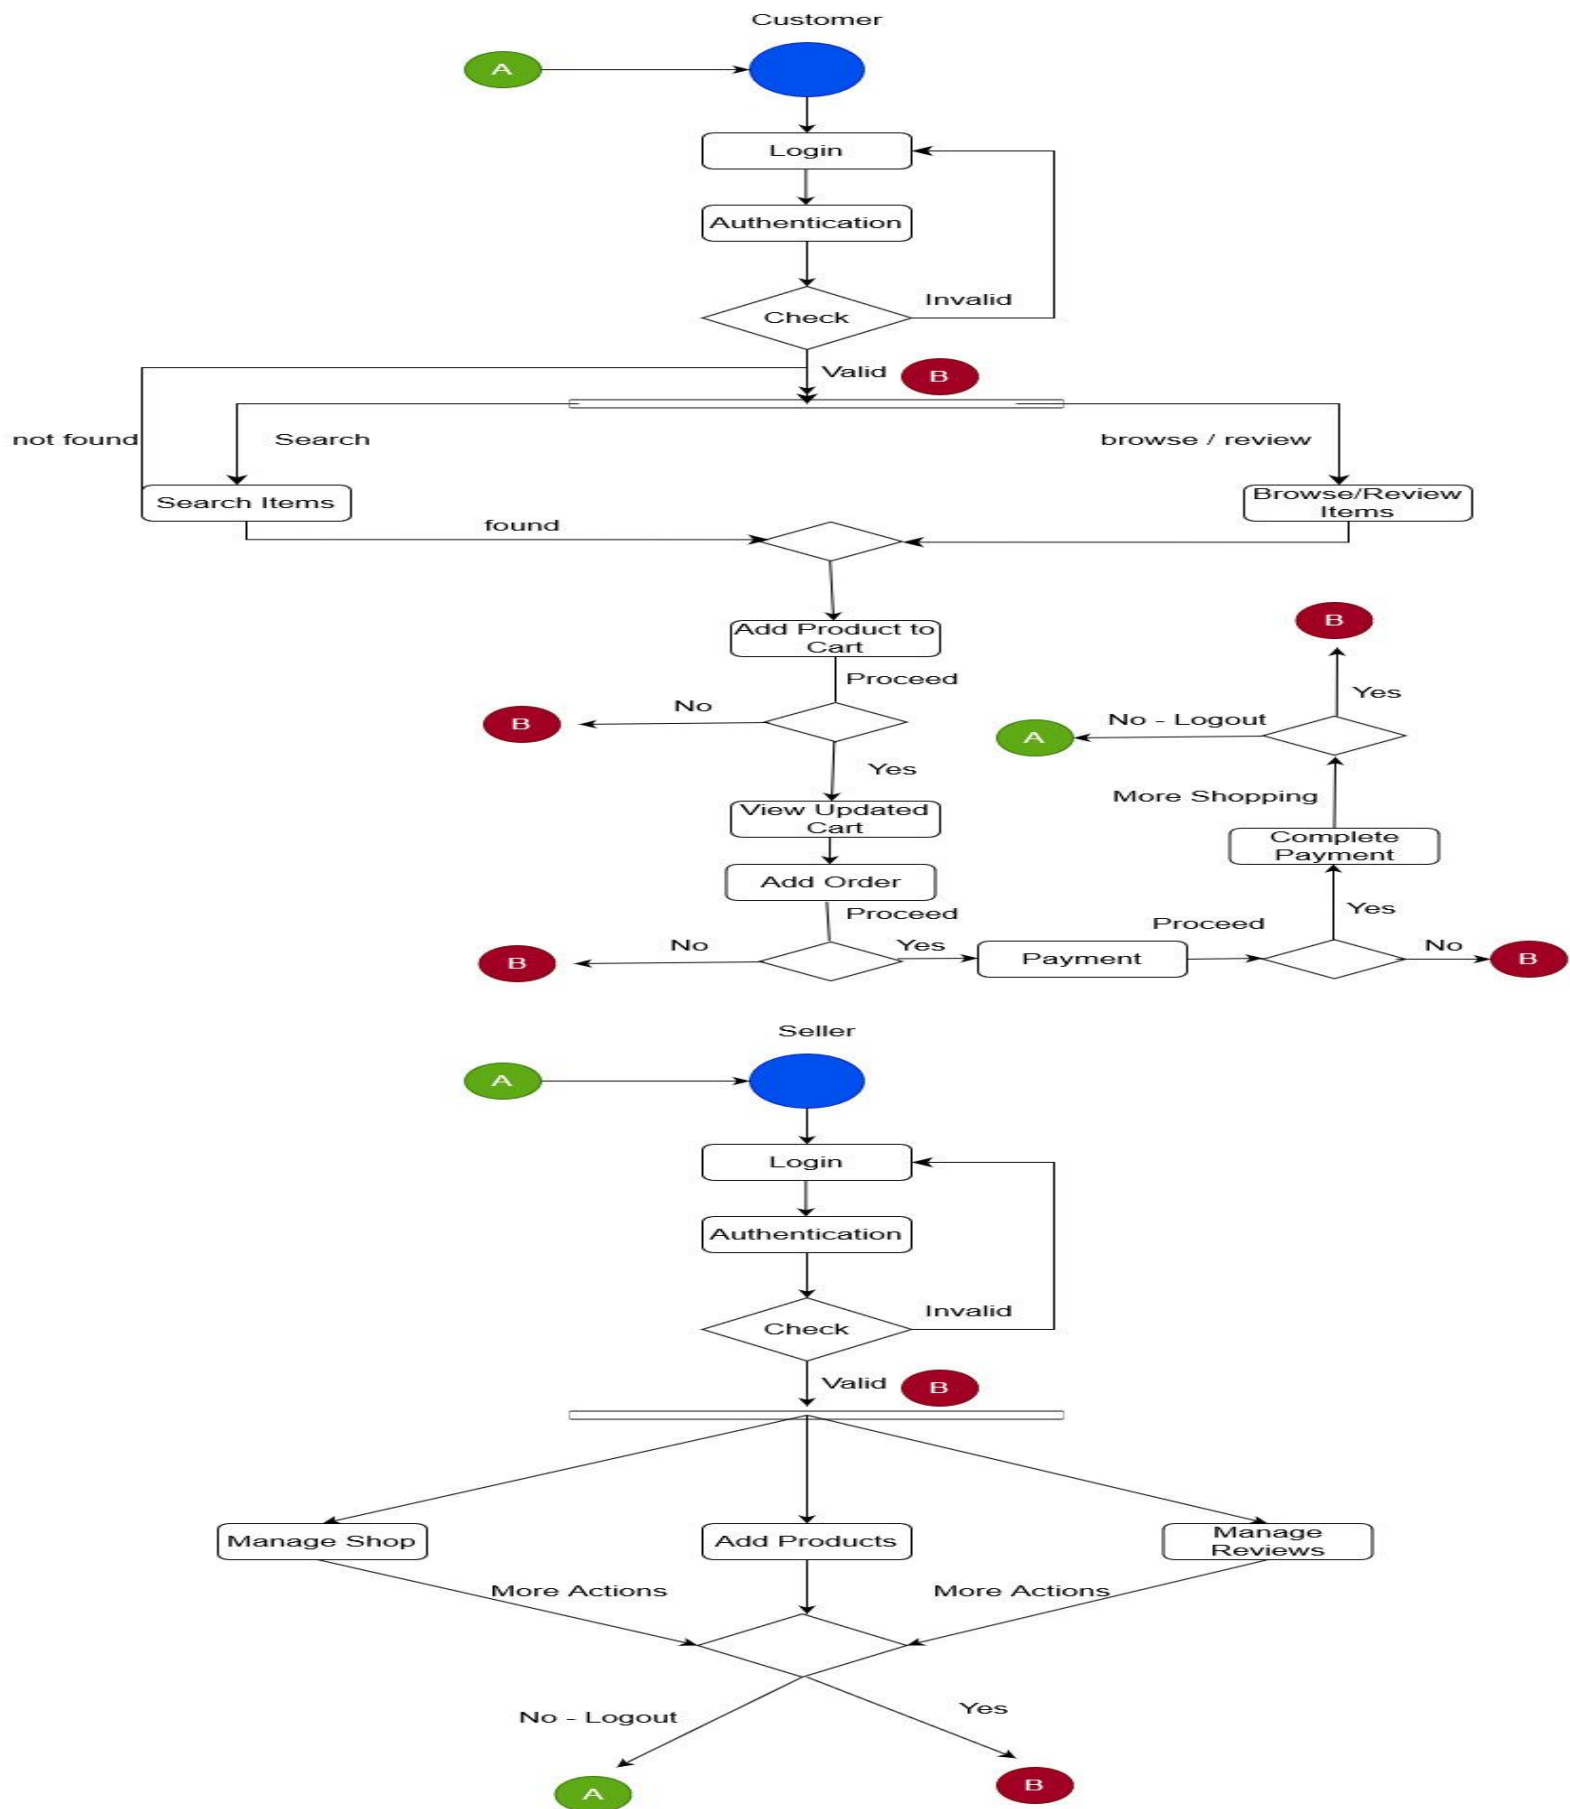 Customer
A
Login
Authentication
Invalid
Check
Valid
B
not found
Search
browse / review
Search Items
Browse/Review
Items
found
Add Product to
Cart
B
Proceed
Yes
No
B
No - Logout
A
Yes
More Shopping
View Updated
Cart
Complete
Payment
Add Order
Proceed
Yes
Proceed
No
B
Yes
Payment
No
B
Seller
A
Login
Authentication
Invalid
Check
Valid
B
Manage Shop
Add Products
Manage
Reviews
More Actions
More Actions
No - Logout
Yes
A
B